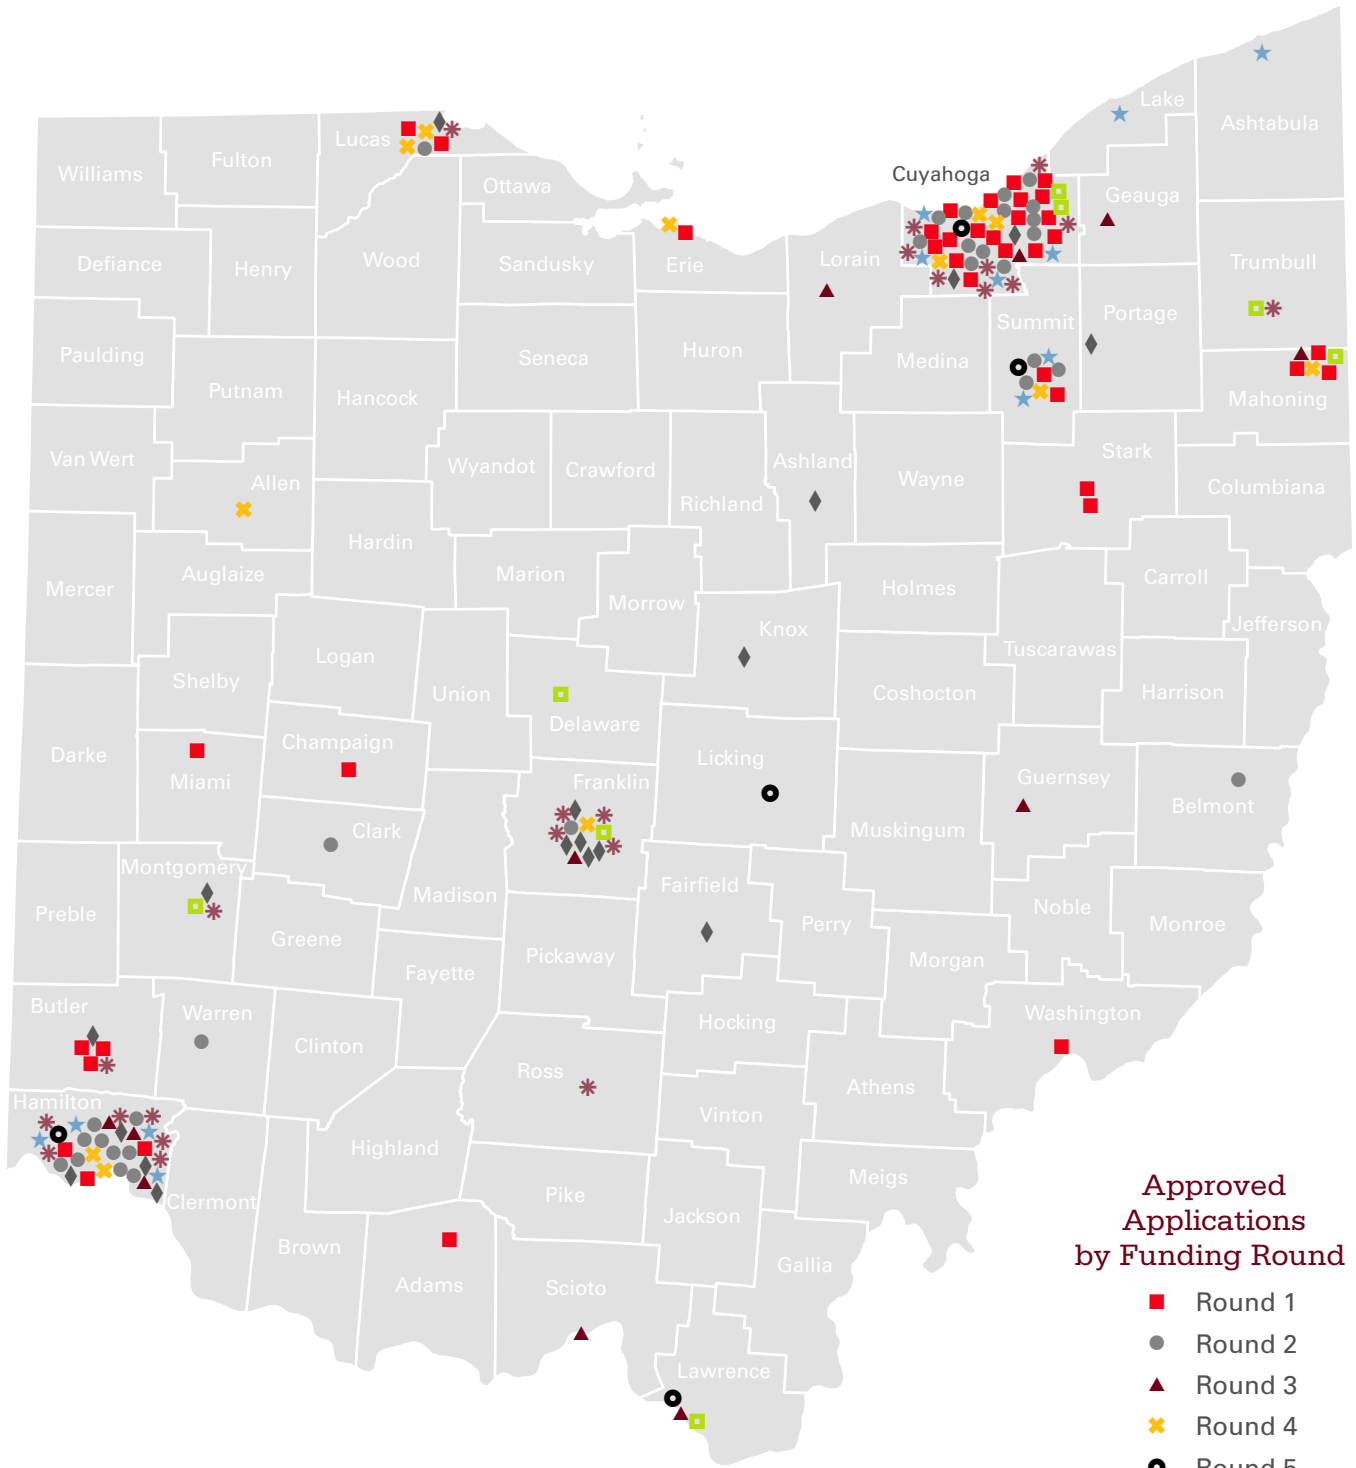 Lake
Ashtabula
Lucas
Fulton
Williams
Cuyahoga
Ottawa
Geauga
Defiance
Henry
Wood
Sandusky
Erie
Lorain
Trumbull
Portage
Summit
Paulding
Seneca
Huron
Medina
Putnam
Hancock
Mahoning
Van Wert
Wyandot
Crawford
Ashland
Stark
Allen
Richland
Wayne
Columbiana
Hardin
Auglaize
Marion
Mercer
Holmes
Carroll
Morrow
Knox
Jefferson
Logan
Tuscarawas
Shelby
Union
Coshocton
Harrison
Delaware
Darke
Champaign
Licking
Miami
Franklin
Guernsey
Belmont
Clark
Muskingum
Montgomery
Madison
Fairfield
Preble
Noble
Perry
Monroe
Greene
Pickaway
Morgan
Fayette
Butler
Warren
Hocking
Washington
Clinton
Ross
Athens
Hamilton
Vinton
Highland
Meigs
Pike
Clermont
Jackson
Brown
Gallia
Adams
Scioto
Lawrence
Approved
Applications
by Funding Round
Round 1
Round 2
Round 3
Round 4
Round 5